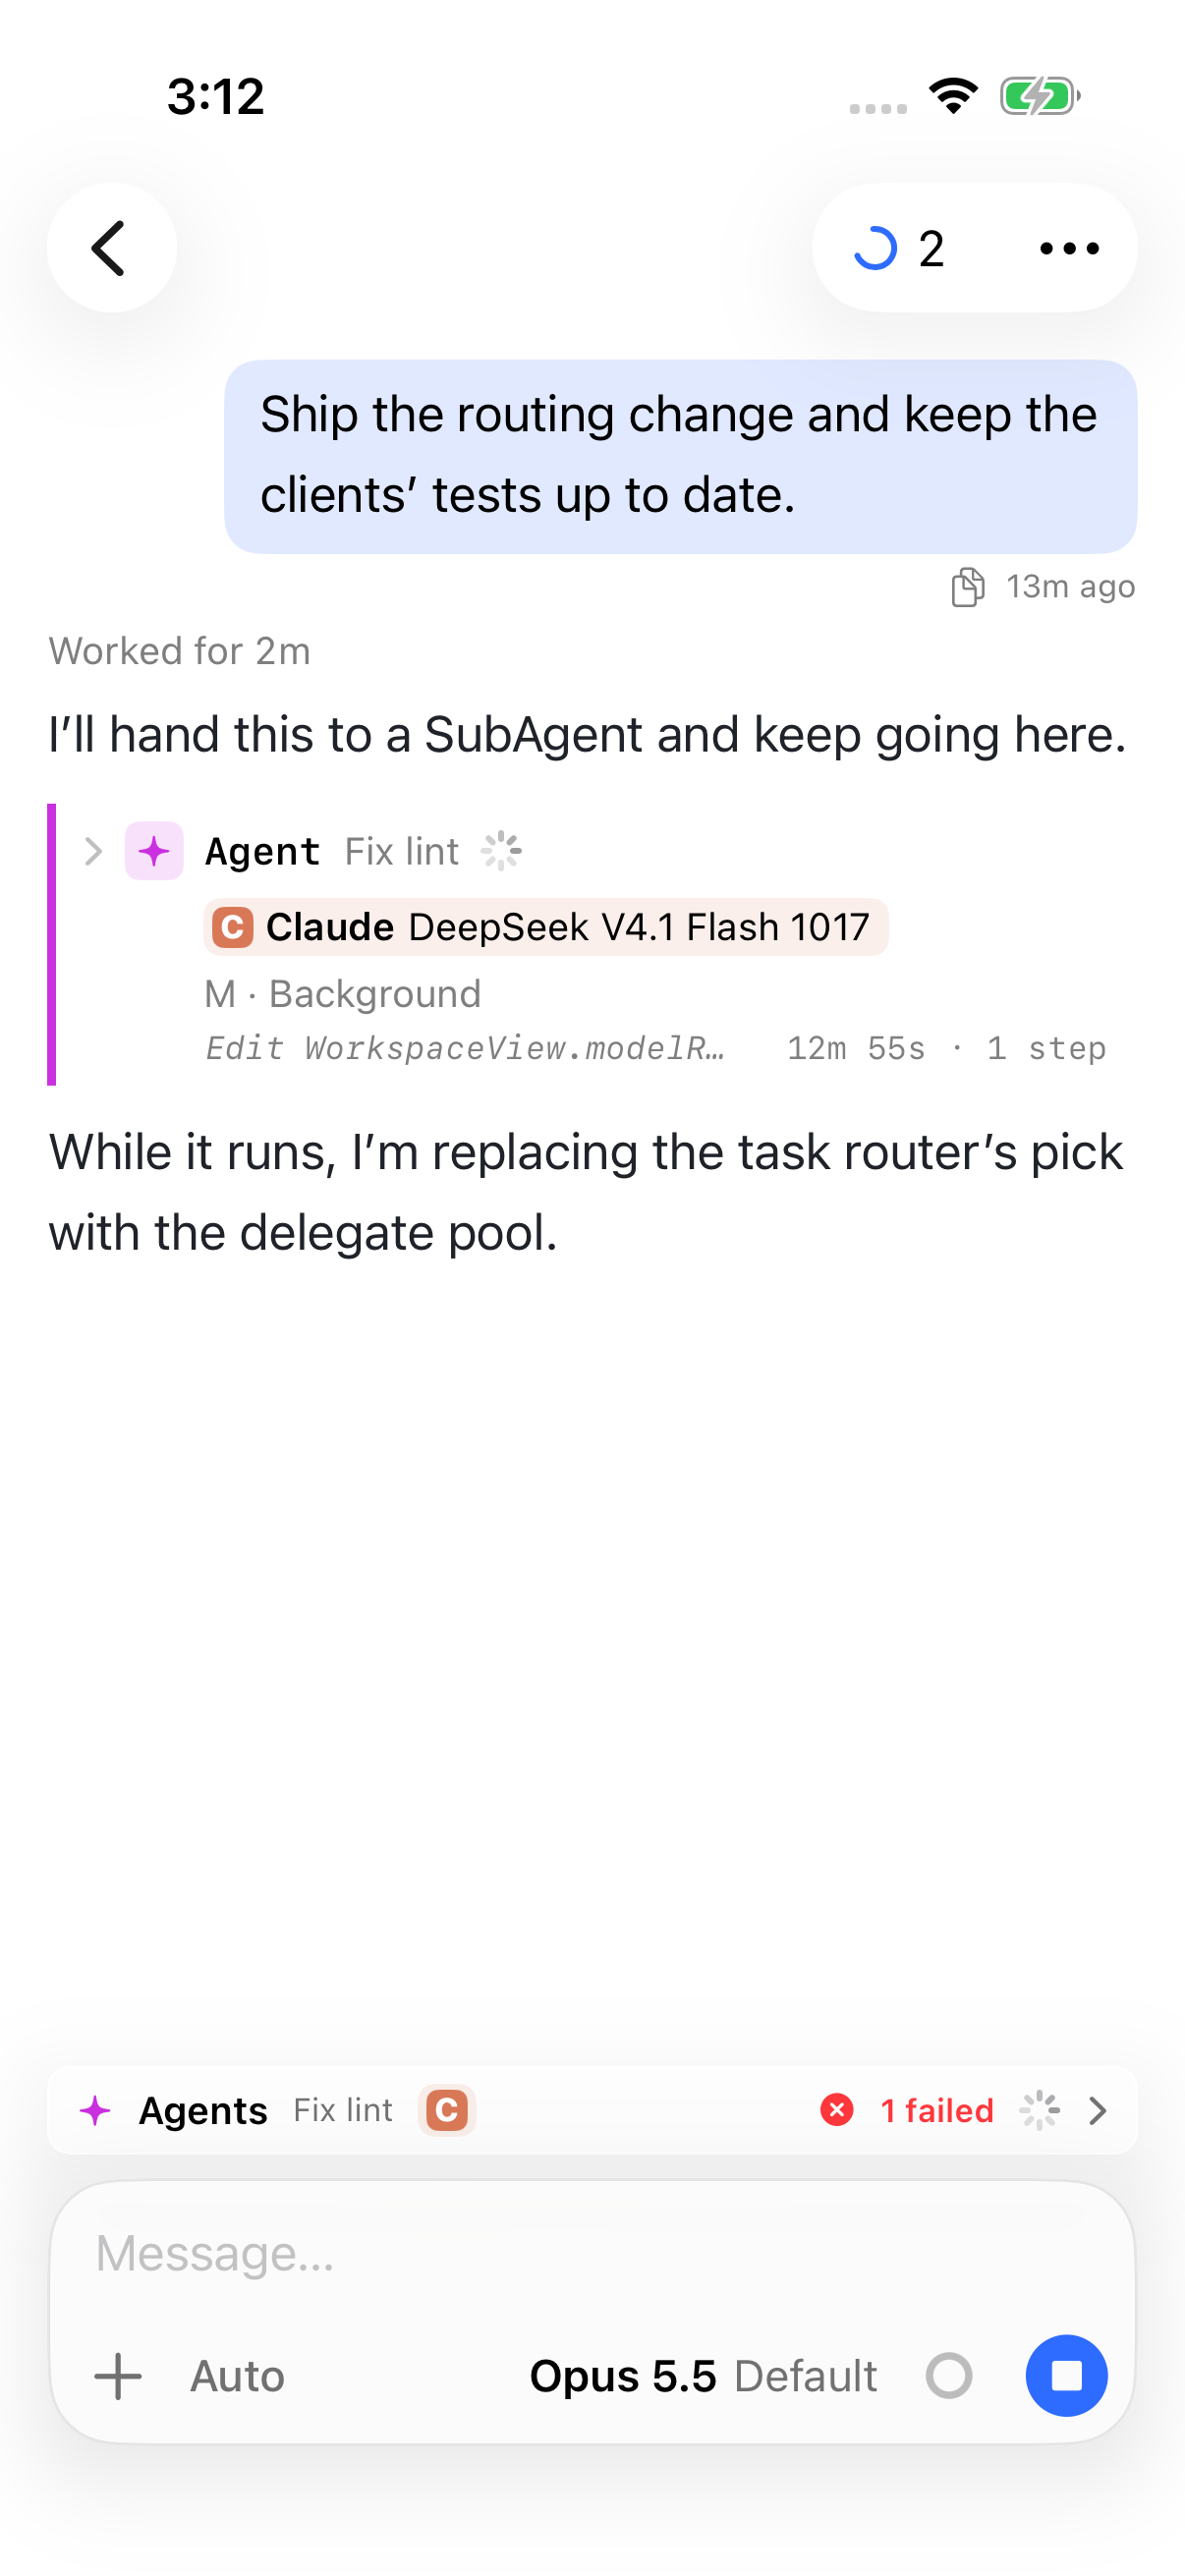 3:12
2
Ship the routing change and keep the
clients’ tests up to date.
13m ago
Worked for 2m
I’ll hand this to a SubAgent and keep going here.
Agent Fix lint
C Claude DeepSeek V4.1 Flash 1017
M · Background
Edit WorkspaceView.modelR… 12m 55s · 1 step
While it runs, I’m replacing the task router’s pick
with the delegate pool.
Agents Fix lint C 1 failed
Message...
Auto Opus 5.5 Default